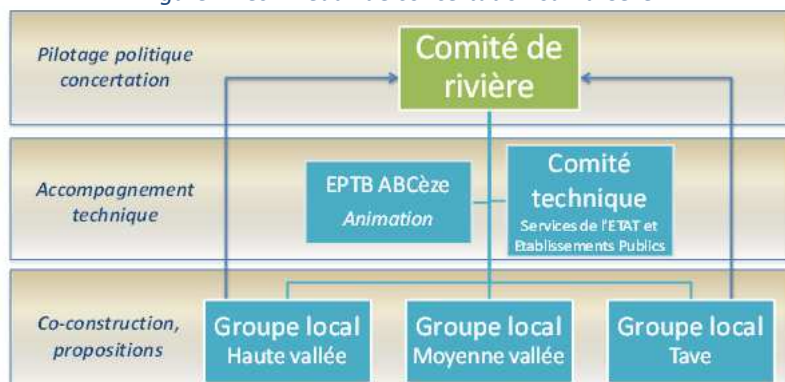 Pilotage politique
concertation
Comité de
rivière
Accompagnement
technique
EPTB ABCèze
Animation
Comité
technique
Services de l'ETAT et
Etablissements Publics
Co-construction,
propositions
Groupe local
Haute vallée
Groupe local
Moyenne vallée
Groupe local
Tave